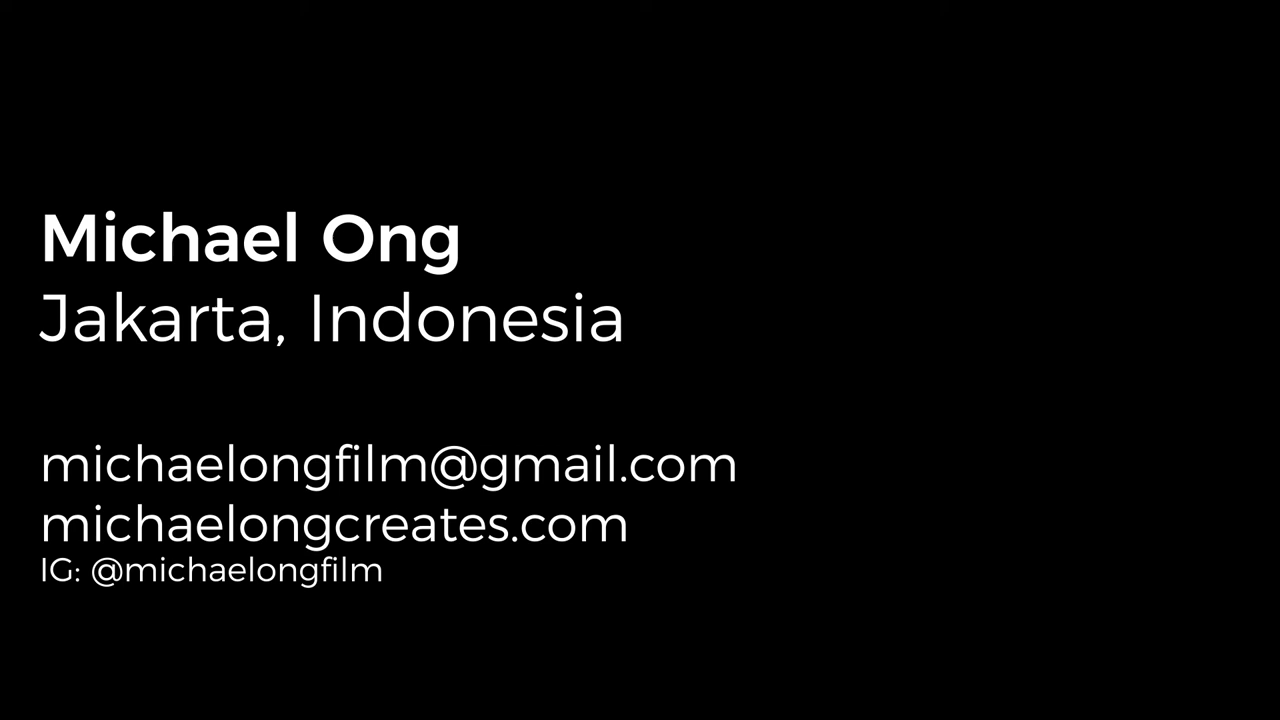 Michael Ong
Jakarta, Indonesia
michaelongfilm@gmail.com
michaelongcreates.com
IG: @michaelongfilm